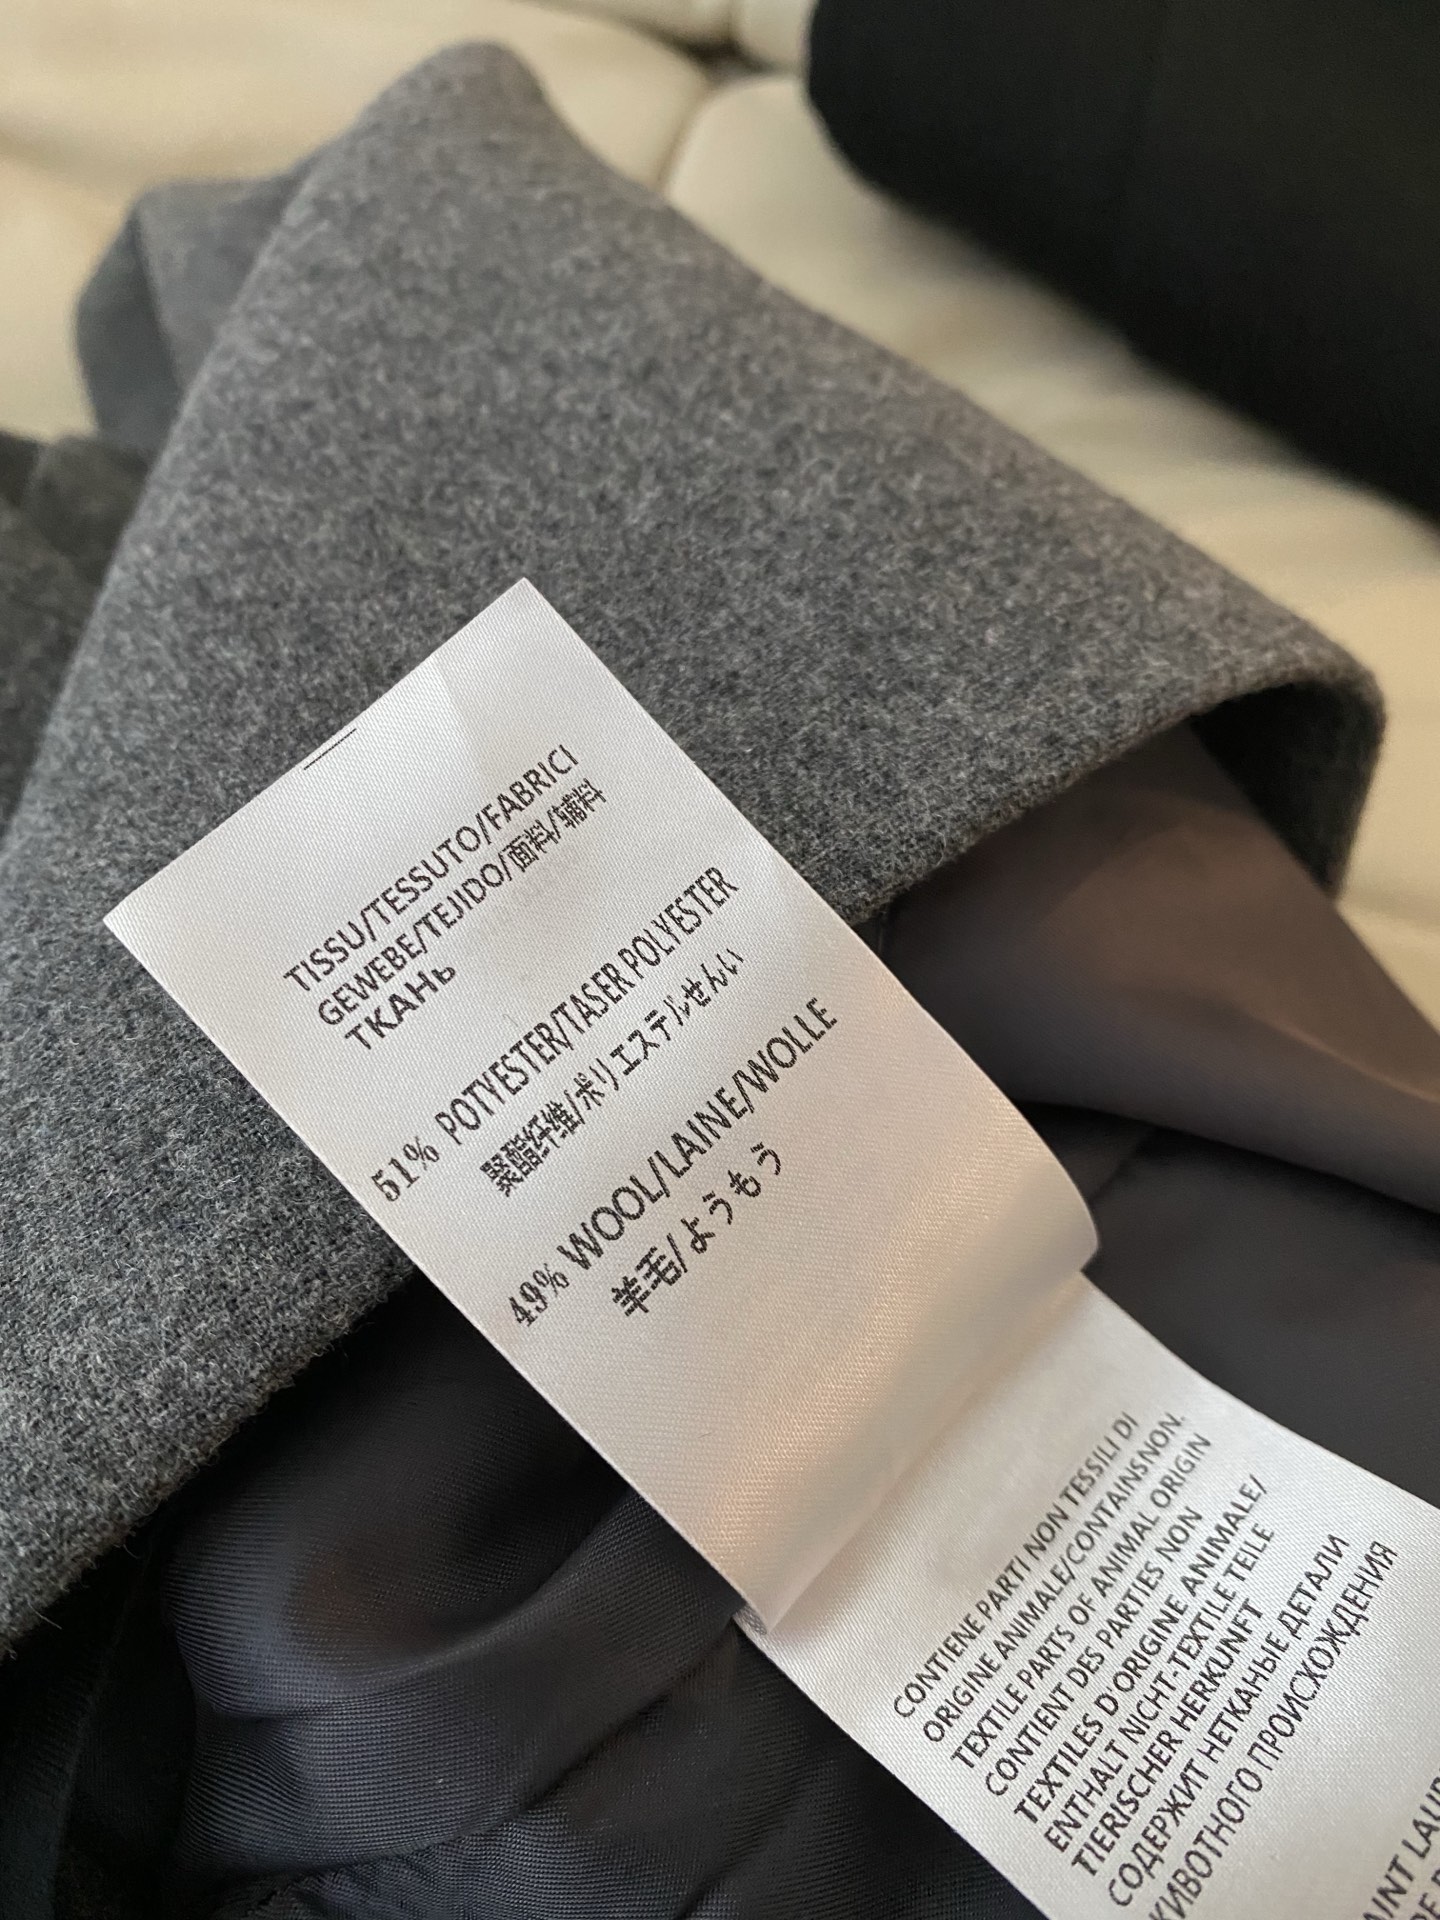 TISSU/TESSUTO/FABRICI
GEWEBE/TEJIDO/面料/辅料
ТКАНЬ
51% POTYESTER/TASER POLYESTER
聚酯纤维/ポリエステルせんい
49% WOOL/LAINE/WOLLE
羊毛/ようもう
CONTIENE PARTI NON TESSILI DI
ORIGINE ANIMALE/CONTAINSNON.
TEXTILE PARTS OF ANIMAL ORIGIN
CONTIENT DES PARTIES NON
TEXTILES D'ORIGINE ANIMALE/
ENTHALT NICHT-TEXTILE TEILE
TIERISCHER HERKUNFT
СОДЕРЖИТ НЕТКАНЫЕ ДЕТАЛИ
ЖИВОТНОГО ПРОИСХОЖДЕНИЯ